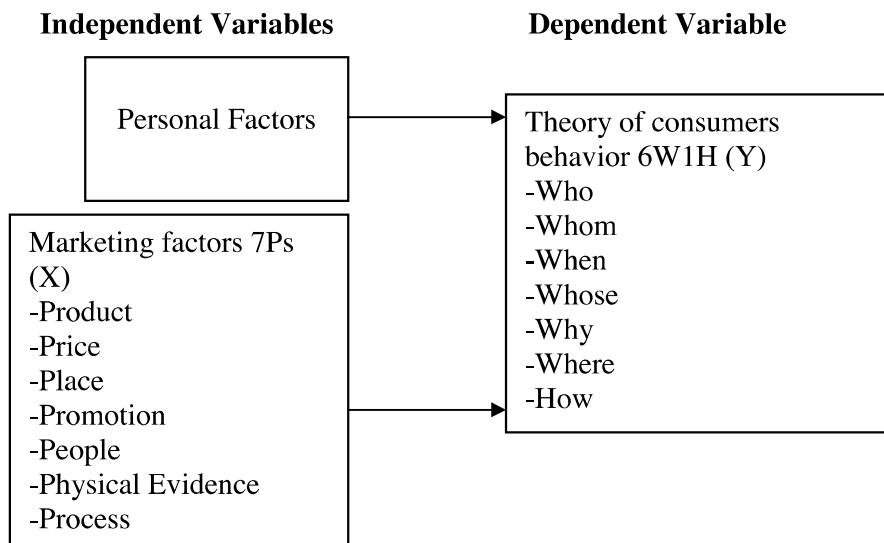 Independent Variables
Personal Factors
Marketing factors 7Ps
(X)
-Product
-Price
-Place
-Promotion
-People
-Physical Evidence
-Process
Dependent Variable
Theory of consumers
behavior 6W1H (Y)
-Who
-Whom
-When
-Whose
-Why
-Where
-How